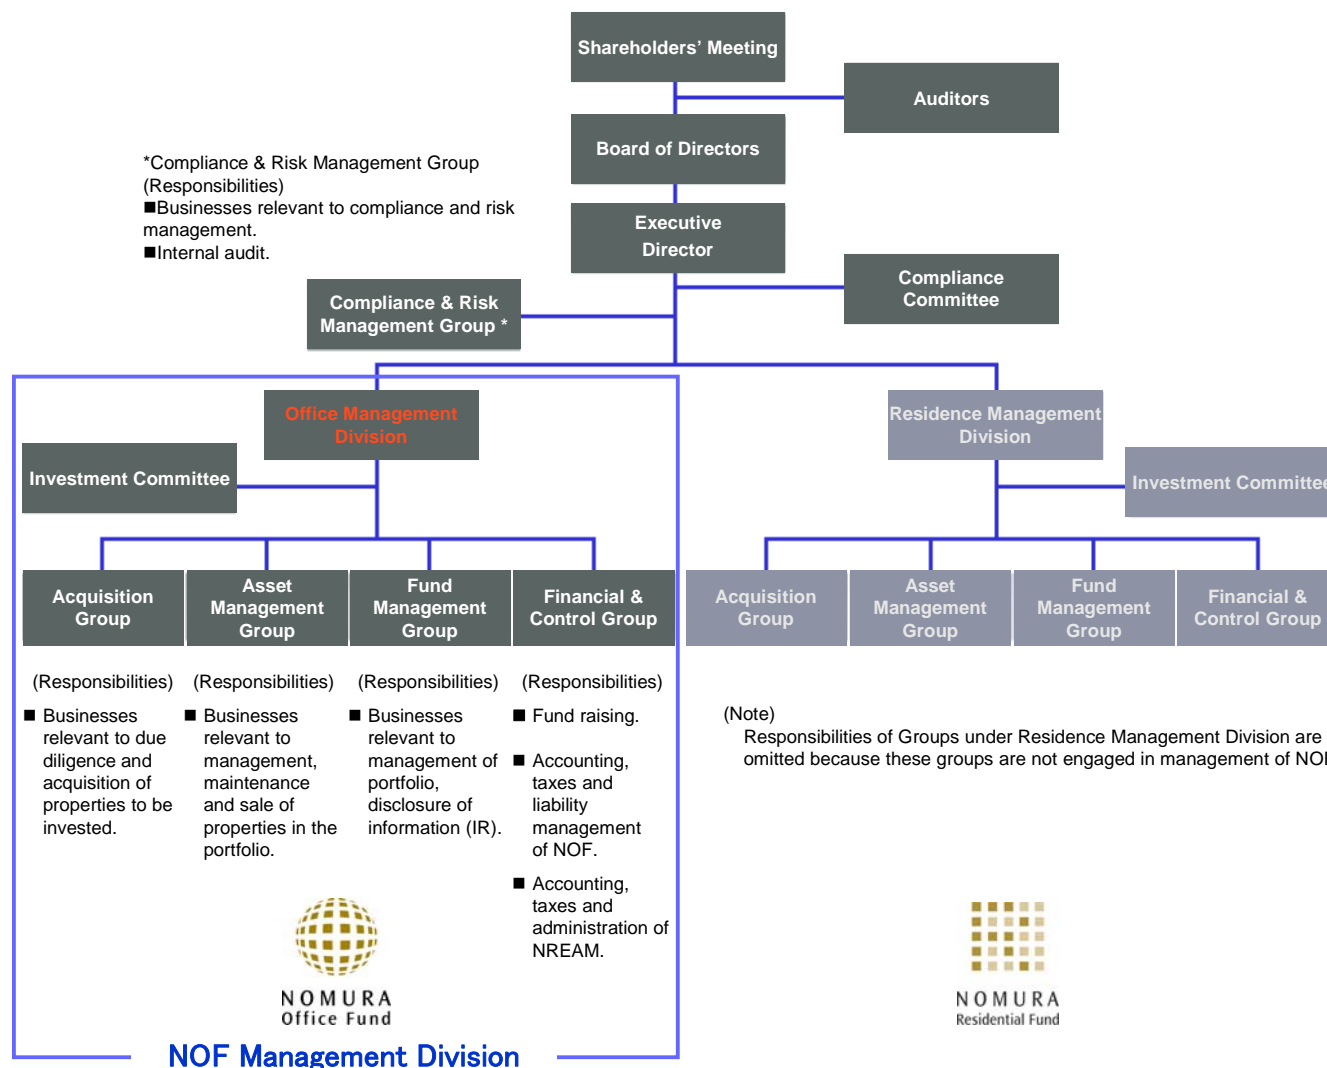 Shareholders' Meeting
Auditors
Board of Directors
*Compliance & Risk Management Group
(Responsibilities)
■Businesses relevant to compliance and risk
management.
■Internal audit.
Executive
Director
Compliance
Committee
Compliance & Risk
Management Group *
Office Management
Division
Residence Management
Division
Investment Committee
Investment Committee
Acquisition
Group
Asset
Management
Group
Fund
Management
Group
Financial &
Control Group
Acquisition
Group
Asset
Management
Group
Fund
Management
Group
Financial &
Control Group
(Responsibilities)
■ Businesses
relevant to due
diligence and
acquisition of
properties to be
invested.
(Responsibilities)
■ Businesses
relevant to
management,
maintenance
and sale of
properties in the
portfolio.
(Responsibilities)
■ Businesses
relevant to
management of
portfolio,
disclosure of
information (IR).
(Responsibilities)
■ Fund raising.
■ Accounting,
taxes and
liability
management
of NOF.
■ Accounting,
taxes and
administration of
NREAM.
(Note)
Responsibilities of Groups under Residence Management Division are
omitted because these groups are not engaged in management of NOF
NOMURA
Office Fund
NOMURA
Residential Fund
NOF Management Division